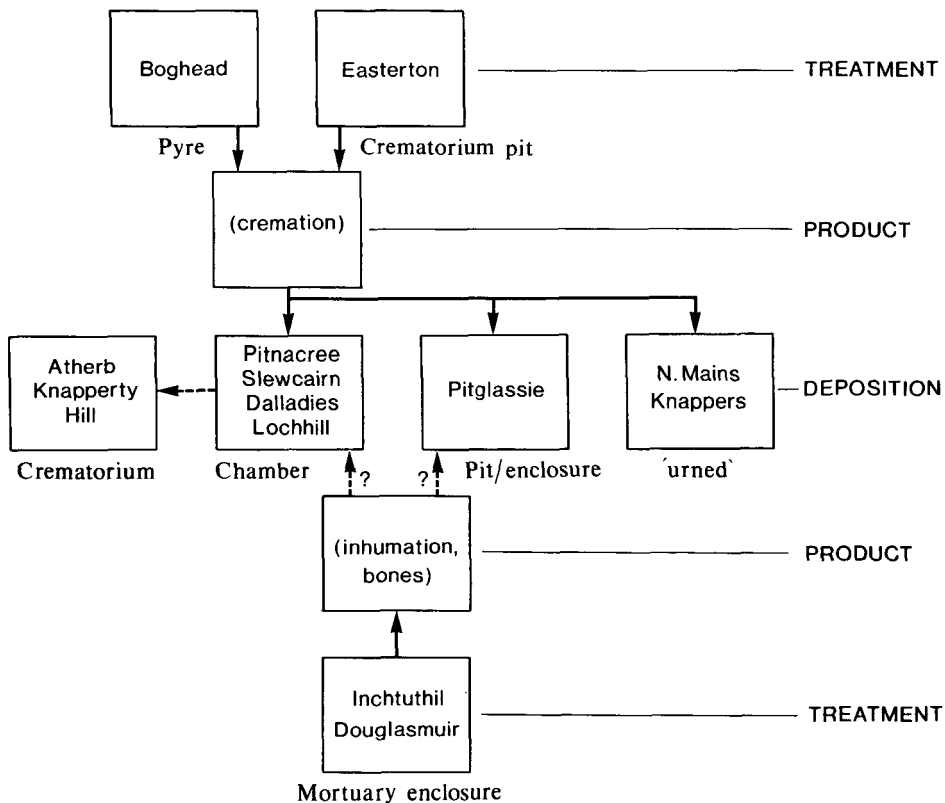 Boghead
Easterton
TREATMENT
Pyre
Crematorium pit
(cremation)
PRODUCT
Atherb
Knapperty
Hill
Pitnacree
Slewcairn
Dalladies
Lochhill
Pitglassie
N. Mains
Knappers
DEPOSITION
Crematorium
Chamber
Pit/enclosure
'urned'
?
?
(inhumation,
bones)
PRODUCT
Inchtuthil
Douglasmuir
TREATMENT
Mortuary enclosure